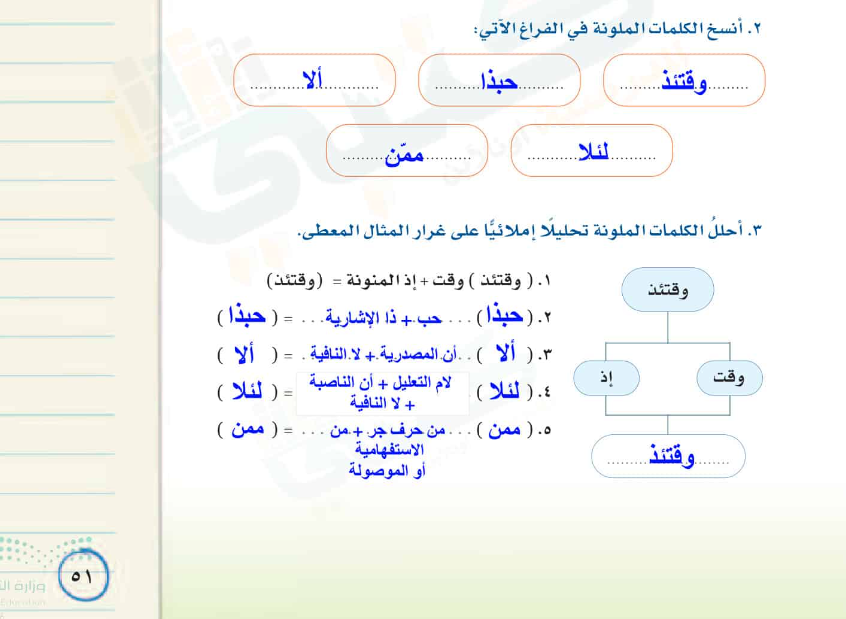 ٢. أنسخ الكلمات الملونة في الفراغ الآتي:
وقتئذ حبذا ألا
لئلا ممّن
٣. أحللُ الكلمات الملونة تحليلًا إملائيًّا على غرار المثال المعطى.
١. ( وقتئذ ) وقت + إذ المنونة = ( وقتئذ )
٢. ( حبذا ) ... حب + ذا الإشارية ... = ( حبذا )
٣. ( ألا ) .. أن المصدرية + لا النافية . = ( ألا )
٤. ( لئلا ) لام التعليل + أن الناصبة = ( لئلا )
+ لا النافية
٥. ( ممن ) ... من حرف جر + من ... = ( ممن )
الاستفهامية
أو الموصولة
وقتئذ
وقت إذ
وقتئذ
٥١